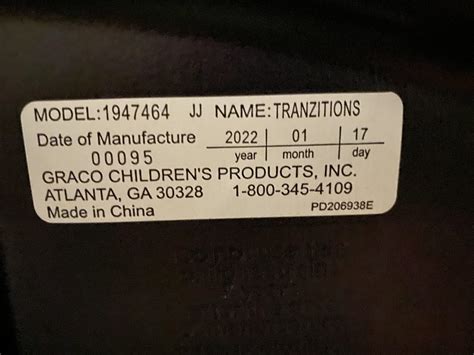 MODEL:1947464 JJ NAME:TRANZITIONS
Date of Manufacture 2022 01 17
00095 year month day
GRACO CHILDREN'S PRODUCTS, INC.
ATLANTA, GA 30328 1-800-345-4109
Made in China PD206938E